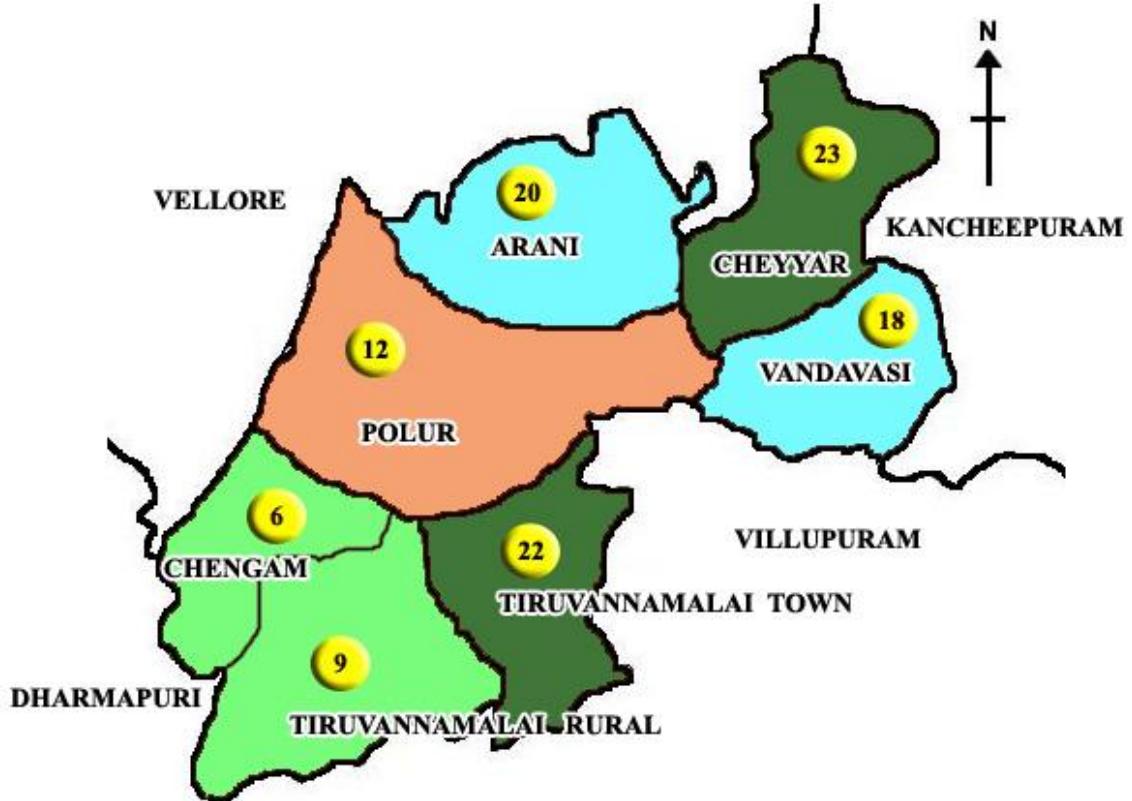 N
23
VELLORE
20
KANCHEEPURAM
ARANI
CHEYYAR
18
12
VANDAVASI
POLUR
6
VILLUPURAM
22
CHENGAM
TIRUVANNAMALAI TOWN
9
DHARMAPURI
TIRUVANNAMALAI RURAL